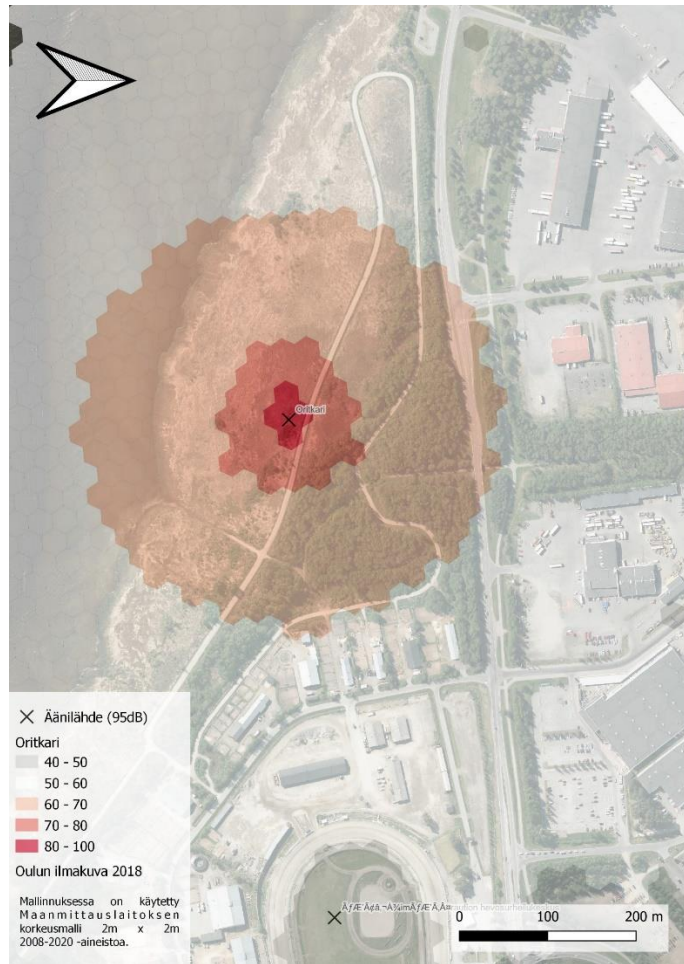 Oritkari
Äänilähde (95dB)
Oritkari
40 - 50
50 - 60
60 - 70
70 - 80
80 - 100
Oulun ilmakuva 2018
Mallinnuksessa on käytetty
Maanmittauslaitoksen
korkeusmalli 2m x 2m
2008-2020 -aineistoa.
0 100 200 m